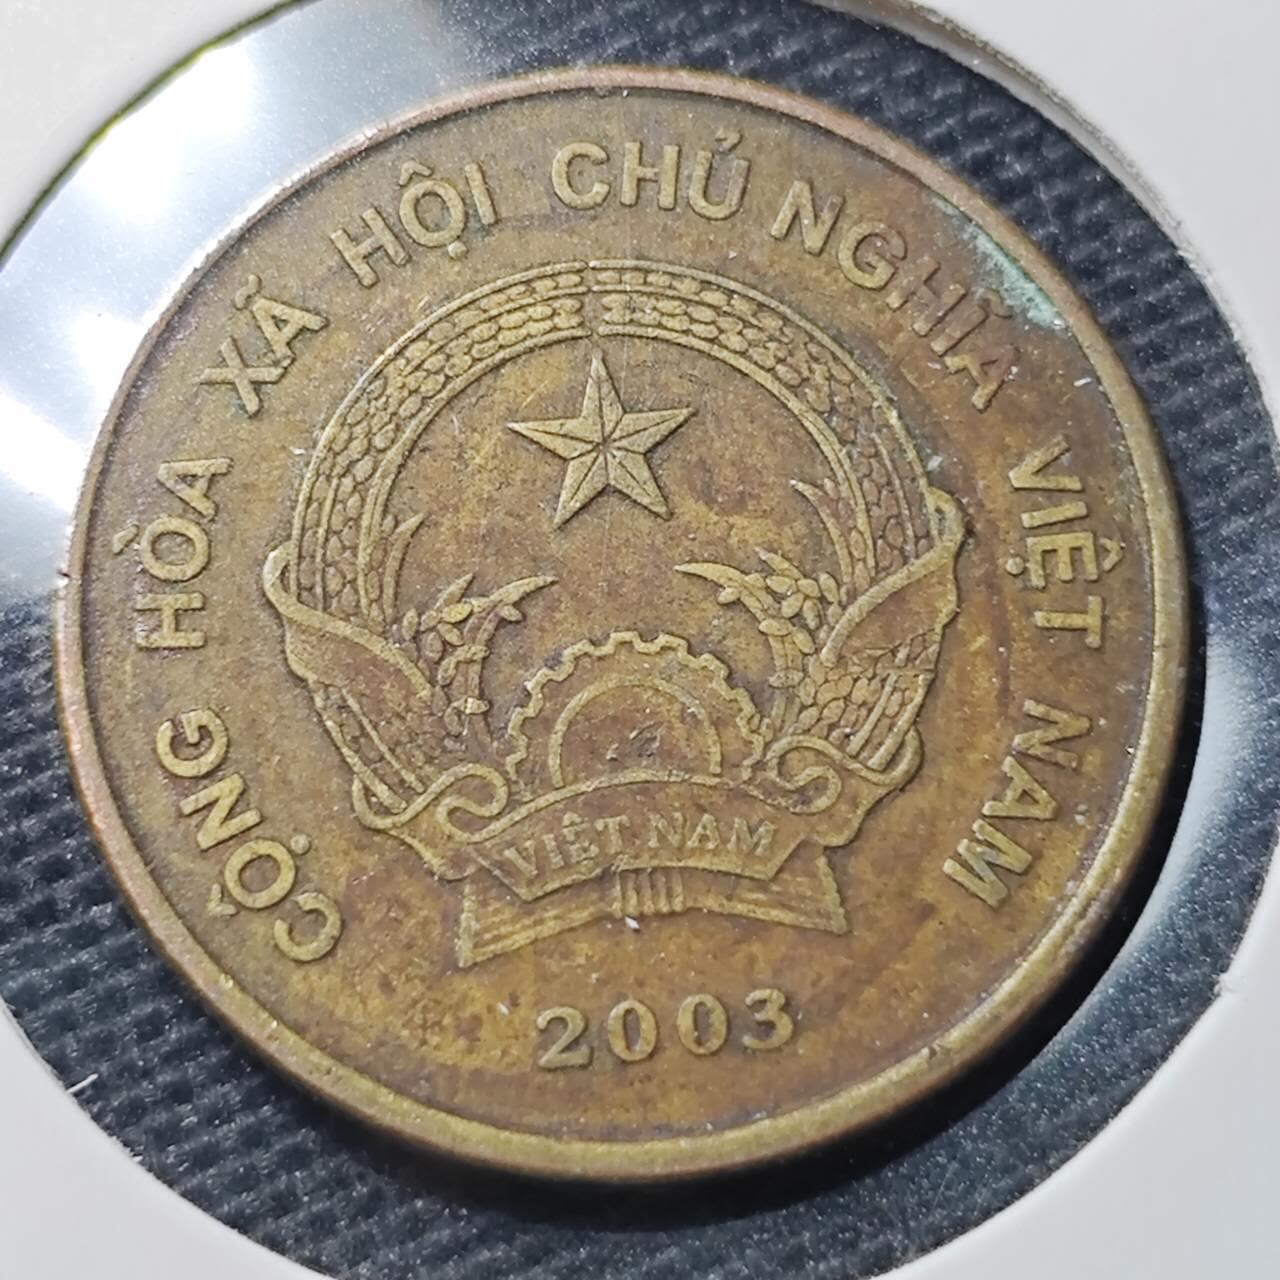 CỘNG HÒA XÃ HỘI CHỦ NGHĨA VIỆT NAM
VIỆT NAM
2003